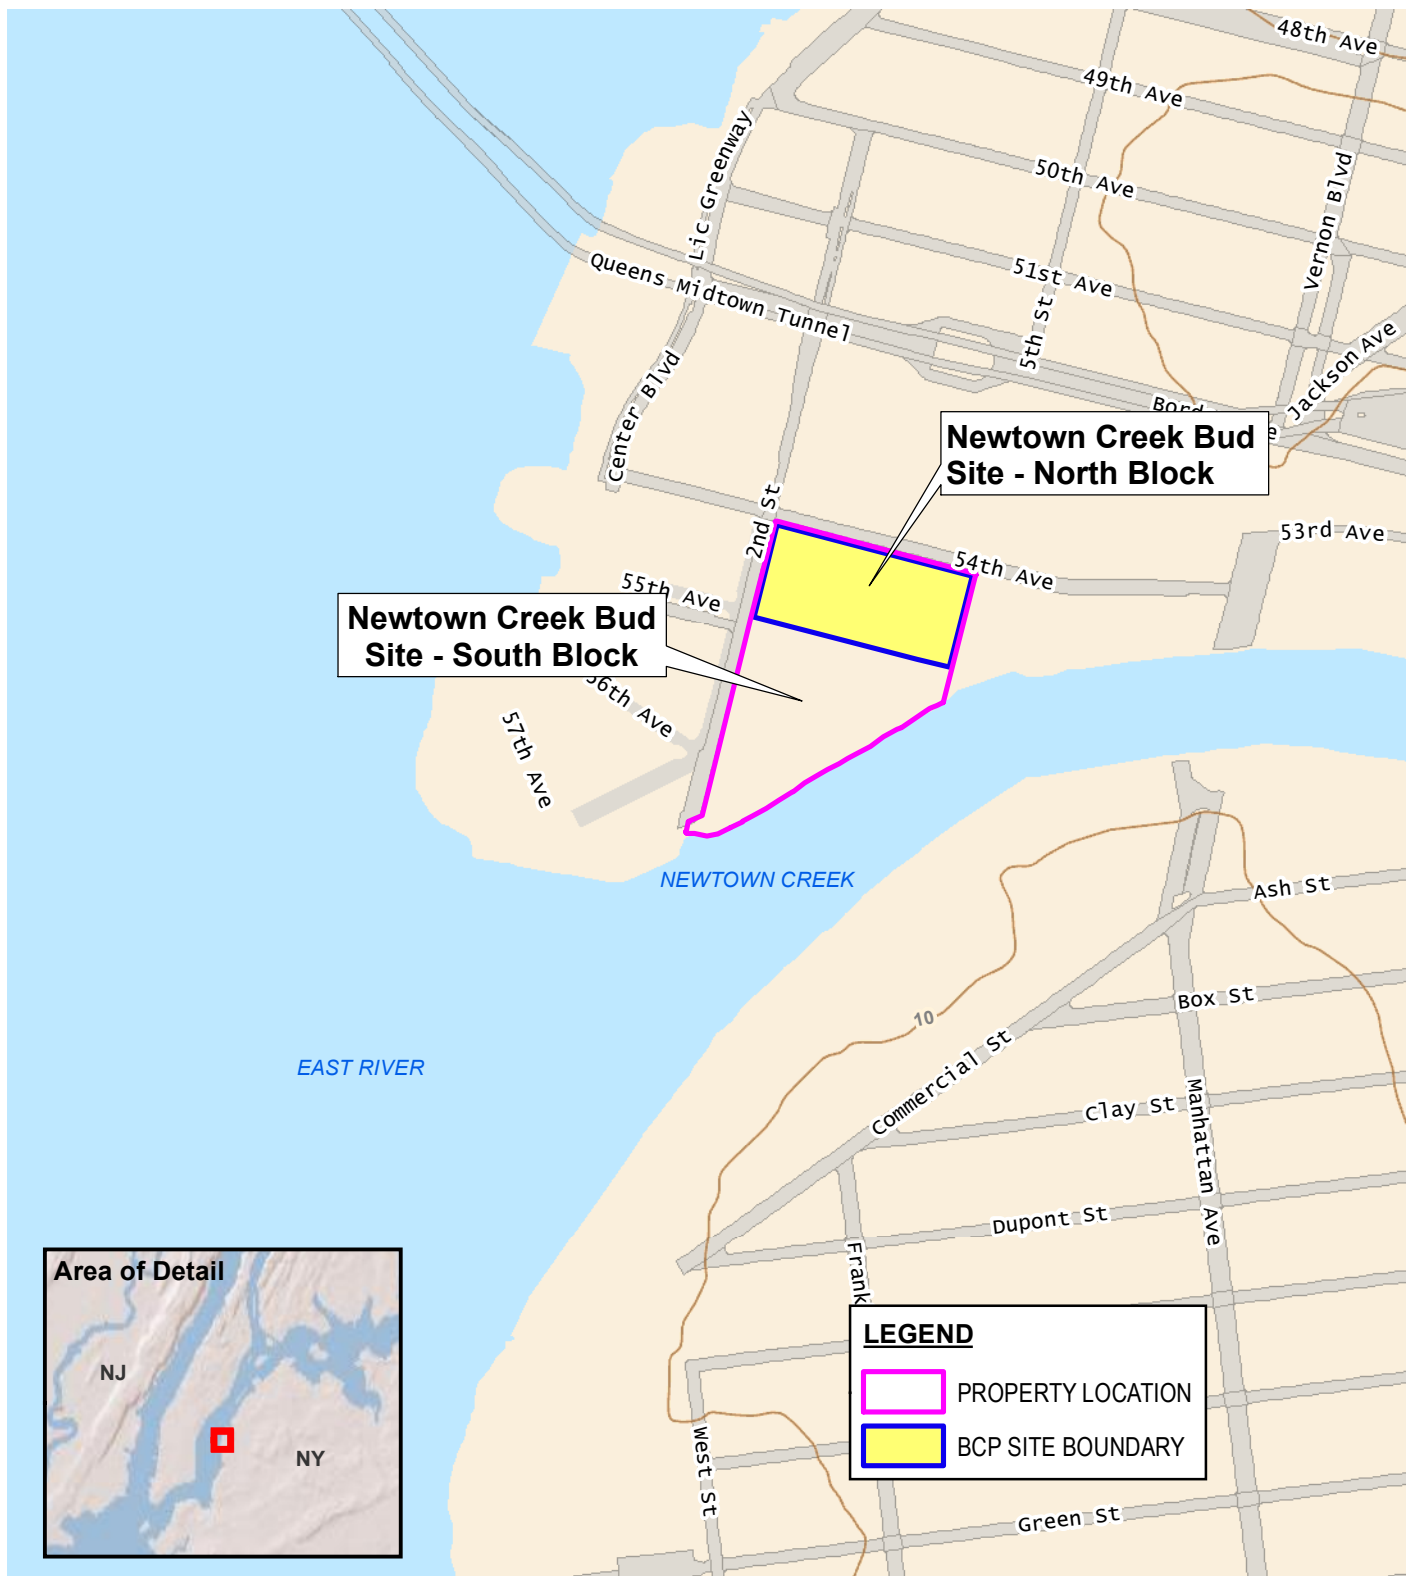 48th Ave
49th Ave
50th Ave
51st Ave
Vernon Blvd
Lic Greenway
Queens Midtown Tunnel
5th St
Jackson Ave
Center Blvd
Newtown Creek Bud
Site - North Block
2nd St
53rd Ave
54th Ave
55th Ave
Newtown Creek Bud
Site - South Block
56th Ave
57th Ave
NEWTOWN CREEK
Ash St
Box St
10
Commercial St
EAST RIVER
Clay St
Manhattan Ave
Dupont St
Frank
West St
Green St
Area of Detail
NJ
NY
LEGEND
PROPERTY LOCATION
BCP SITE BOUNDARY